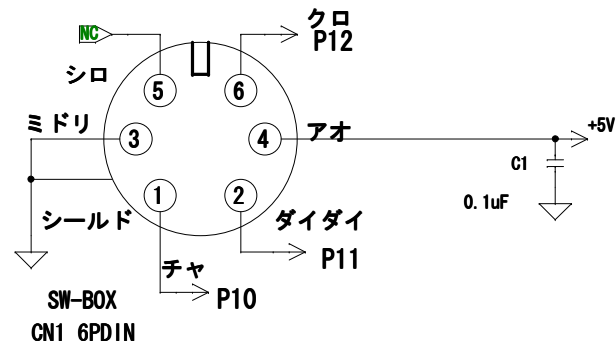 クロ
NC
P12
シロ
5
6
ミドリ
3
4
アオ
+5V
C1
1
2
0.1uF
シールド
ダイダイ
P11
チャ
P10
SW-BOX
CN1 6PDIN